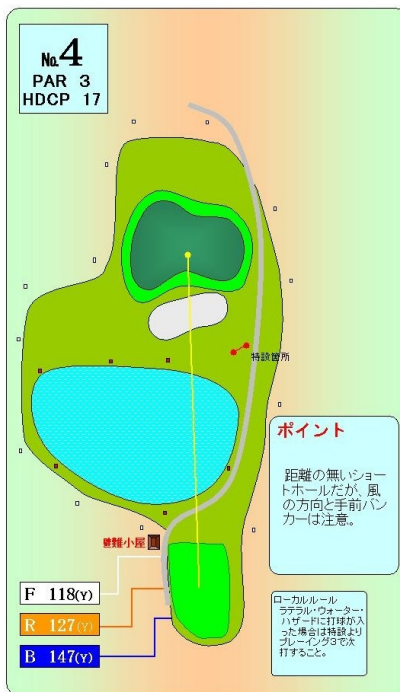 No.4
PAR 3
HDCP 17
特設箇所
ポイント
距離の無いショー
トホールだが、風
の方向と手前バン
カーは注意。
避難小屋
F 118(Y)
R 127(Y)
B 147(Y)
ローカルルール
ラテラル・ウォーター・
ハザードに打球が入
った場合は特設より
プレーイング3で次
打すること。